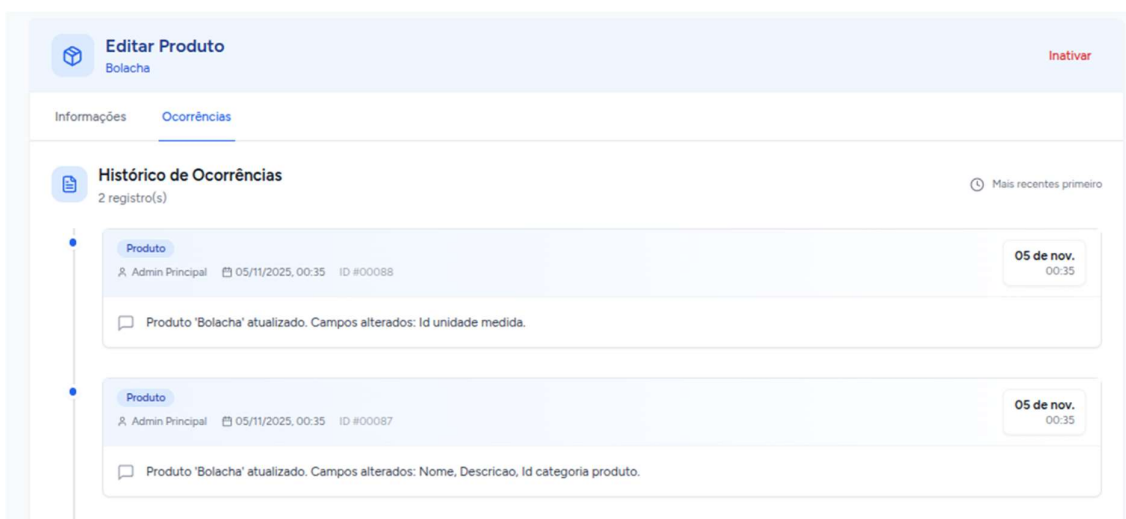 Editar Produto
Bolacha
Inativar
Informações
Ocorrências
Histórico de Ocorrências
2 registro(s)
Mais recentes primeiro
Produto
Admin Principal 05/11/2025, 00:35 ID #00088
05 de nov.
00:35
Produto 'Bolacha' atualizado. Campos alterados: Id unidade medida.
Produto
Admin Principal 05/11/2025, 00:35 ID #00087
05 de nov.
00:35
Produto 'Bolacha' atualizado. Campos alterados: Nome, Descricao, Id categoria produto.